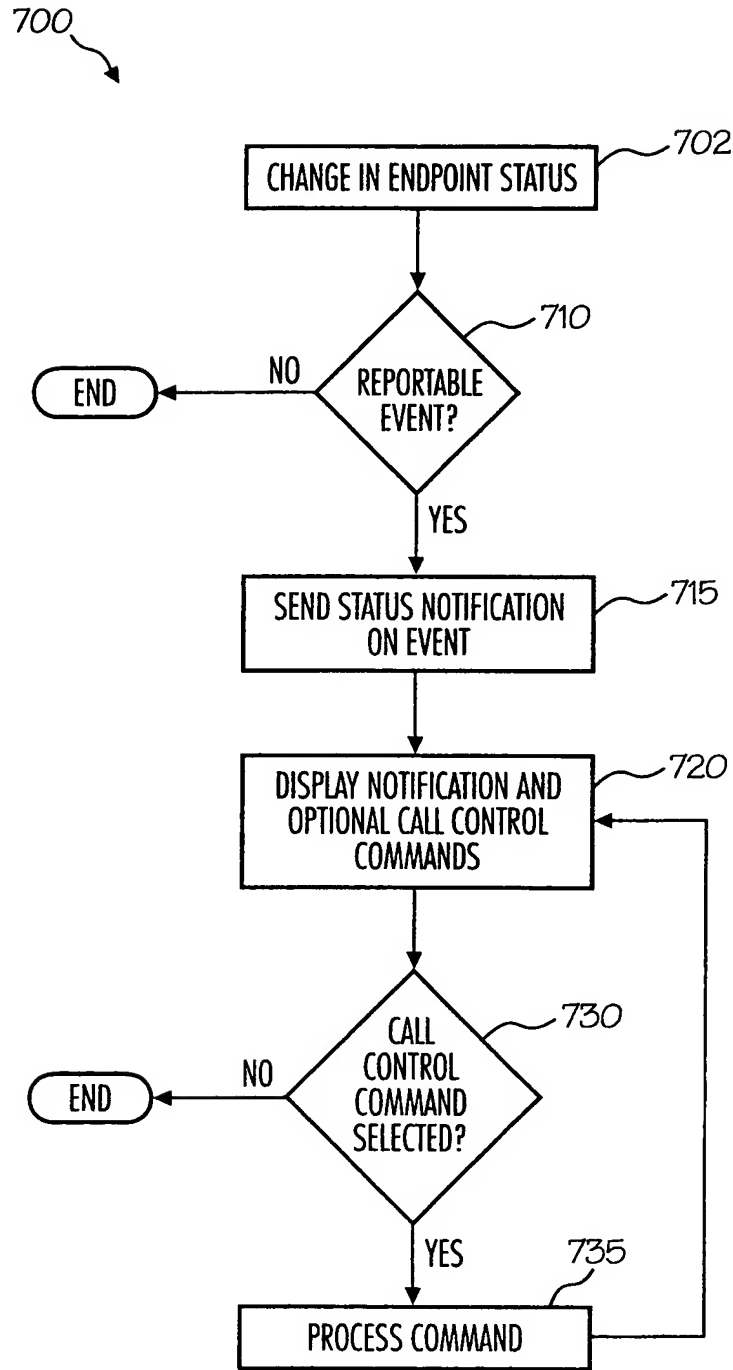 700
702
CHANGE IN ENDPOINT STATUS
710
NO
END
REPORTABLE
EVENT?
YES
SEND STATUS NOTIFICATION
ON EVENT
715
720
DISPLAY NOTIFICATION AND
OPTIONAL CALL CONTROL
COMMANDS
730
CALL
CONTROL
COMMAND
SELECTED?
NO
END
YES
735
PROCESS COMMAND